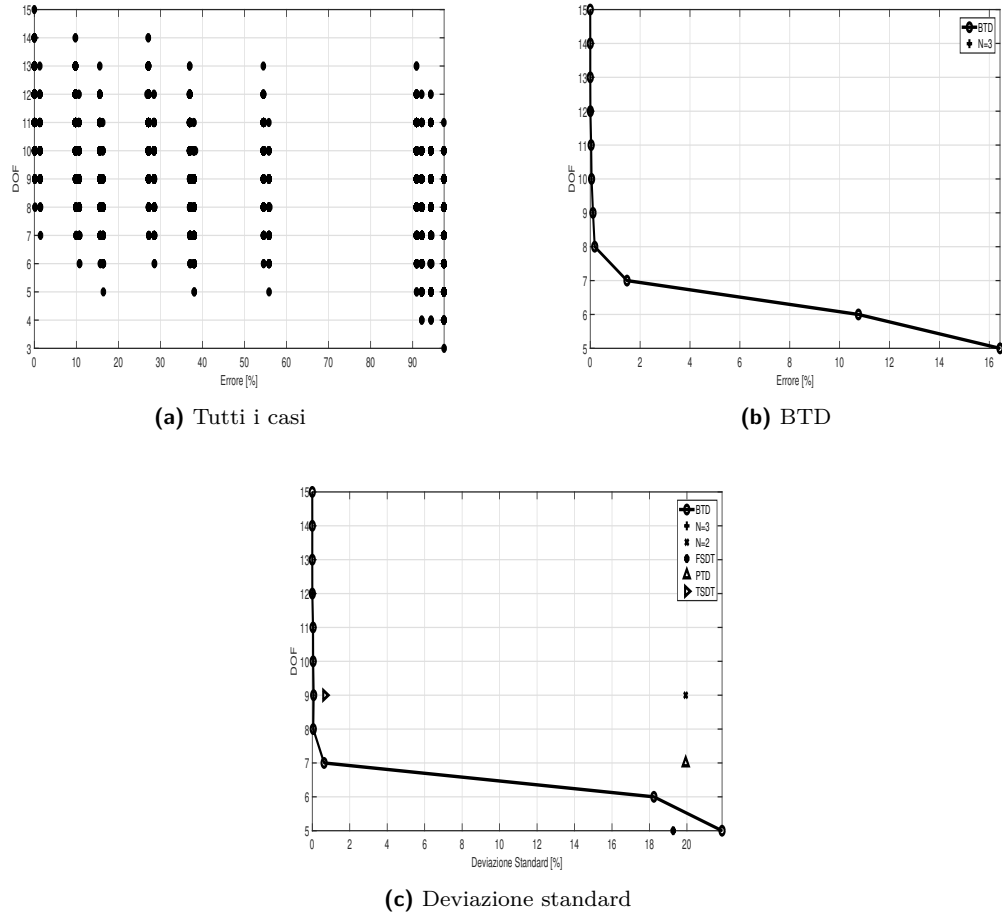 15
14
13
12
11
10
9
8
7
6
5
4
3
DOF
0 10 20 30 40 50 60 70 80 90
Errore [%]
(a) Tutti i casi
15
14
13
12
11
10
9
8
7
6
5
DOF
0 2 4 6 8 10 12 14 16
Errore [%]
BTD
N=3
(b) BTD
15
14
13
12
11
10
9
8
7
6
5
DOF
0 2 4 6 8 10 12 14 16 18 20
Deviazione Standard [%]
BTD
N=3
N=2
FSDT
PTD
TSDT
(c) Deviazione standard